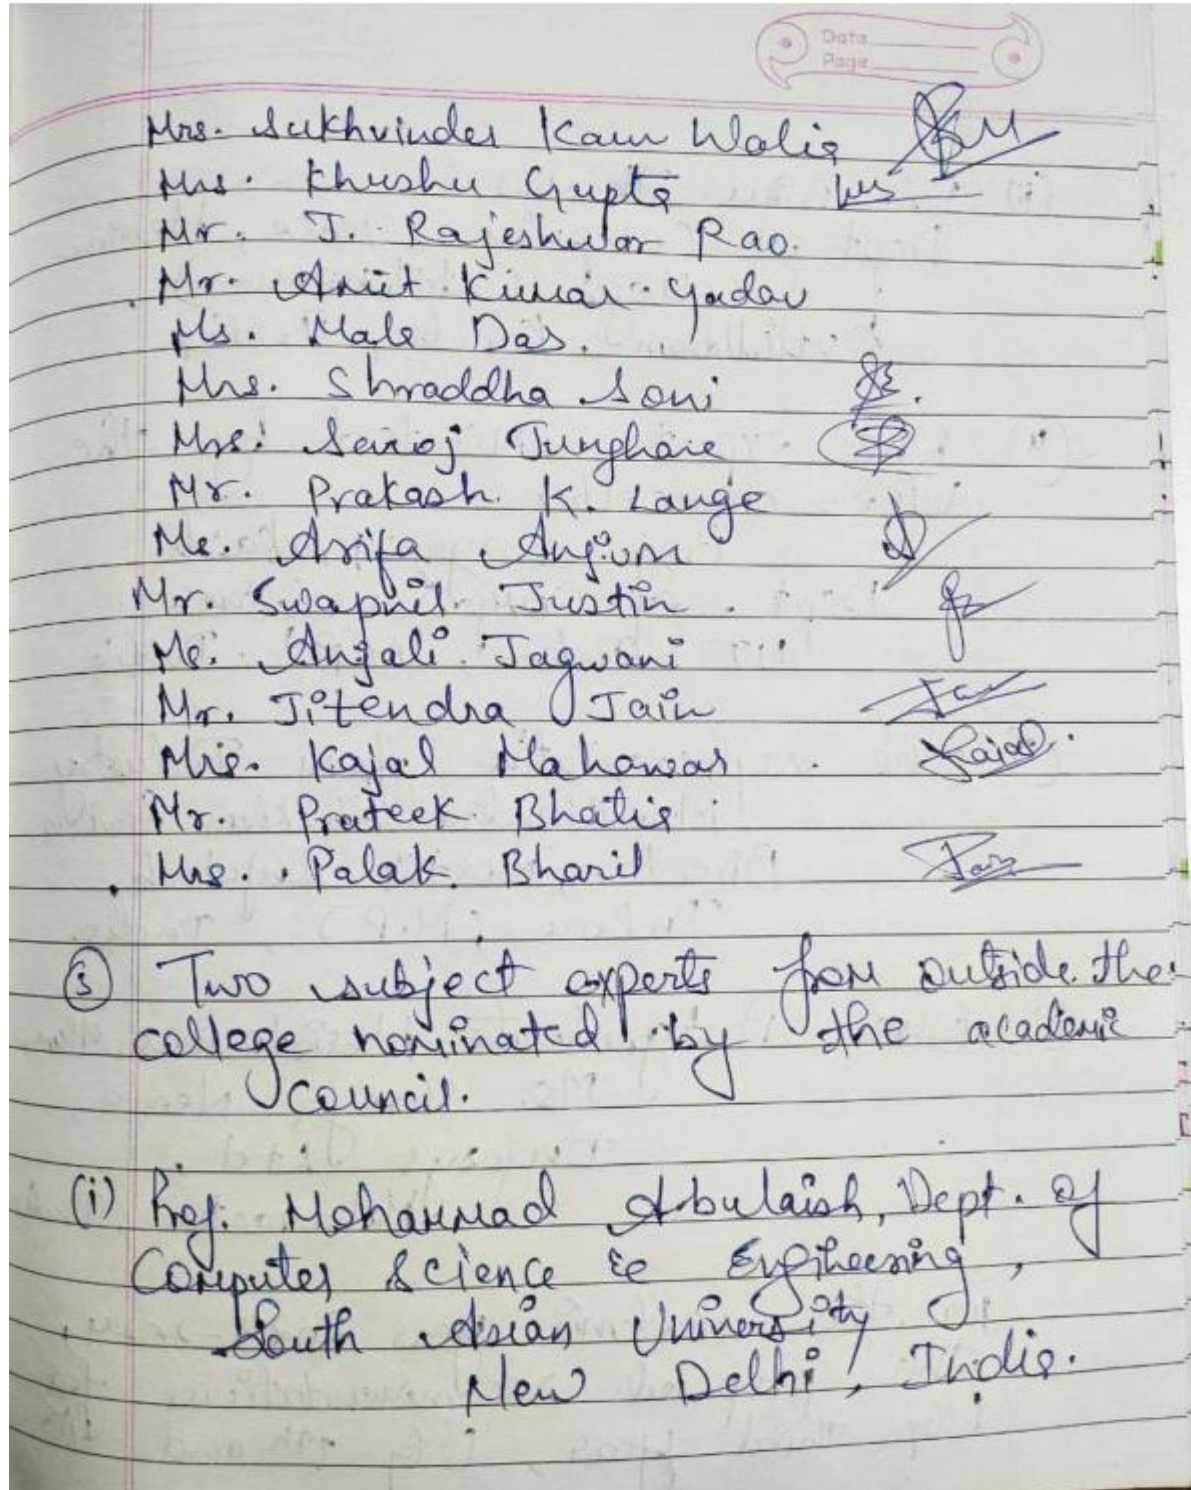 Date
Page
Mrs. Sukhvinder Kaur Walia
Mrs. Khushu Gupta
Mr. J. Rajeshwar Rao.
Mr. Amit Kumar Yadav
Ms. Mala Das.
Mrs. Shraddha Soni
Mrs. Saroj Junghare
Mr. Prakash K. Lange
Ms. Arifa Anjum
Mr. Swapnil Justin
Ms. Anjali Jagwani
Mr. Jitendra Jain
Mrs. Kajal Mahawar Kajal.
Mr. Prateek Bhatia
Mrs. Palak Bharil
③ Two subject experts from outside the
college nominated by the academic
council.
(i) Prof. Mohammad Abulaish, Dept. of
Computer Science & Engineering,
South Asian University
New Delhi, India.